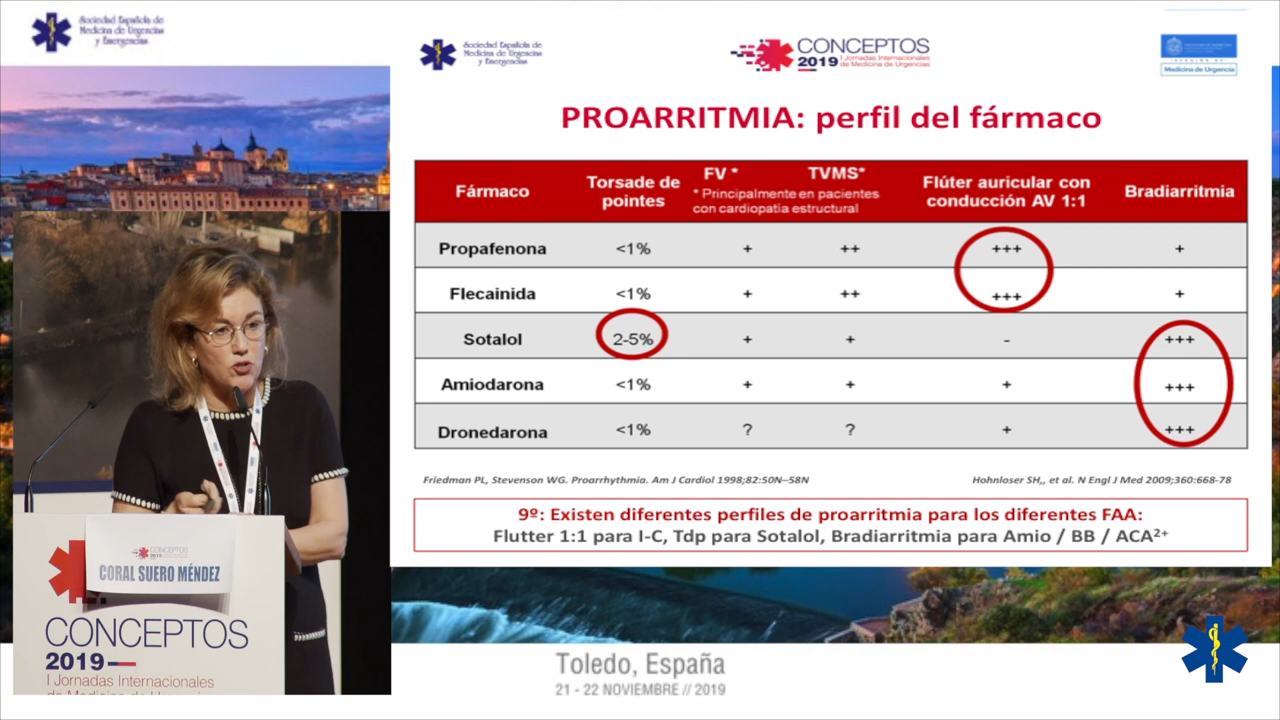 Sociedad Española de
Medicina de Urgencias
y Emergencias
Sociedad Española de
Medicina de Urgencias
y Emergencias
CONCEPTOS
2019
I Jornadas Internacionales
de Medicina de Urgencias
Medicina de Urgencia
PROARRITMIA: perfil del fármaco
Fármaco
Torsade de
pointes
FV *
TVMS*
* Principalmente en pacientes
con cardiopatía estructural
Flúter auricular con
conducción AV 1:1
Bradiarritmia
Propafenona <1% + ++ +++ +
Flecainida <1% + ++ +++ +
Sotalol 2-5% + + - +++
Amiodarona <1% + + + +++
Dronedarona <1% ? ? + +++
Friedman PL, Stevenson WG. Proarrhythmia. Am J Cardiol 1998;82:50N–58N
Hohnloser SH,, et al. N Engl J Med 2009;360:668-78
9º: Existen diferentes perfiles de proarritmia para los diferentes FAA:
Flutter 1:1 para I-C, Tdp para Sotalol, Bradiarritmia para Amio / BB / ACA²⁺
CONCEPTOS
CORAL SUERO MÉNDEZ
CONCEPTOS
2019
I Jornadas Internacionales
de Medicina de Urgencias
Toledo, España
21 - 22 NOVIEMBRE // 2019